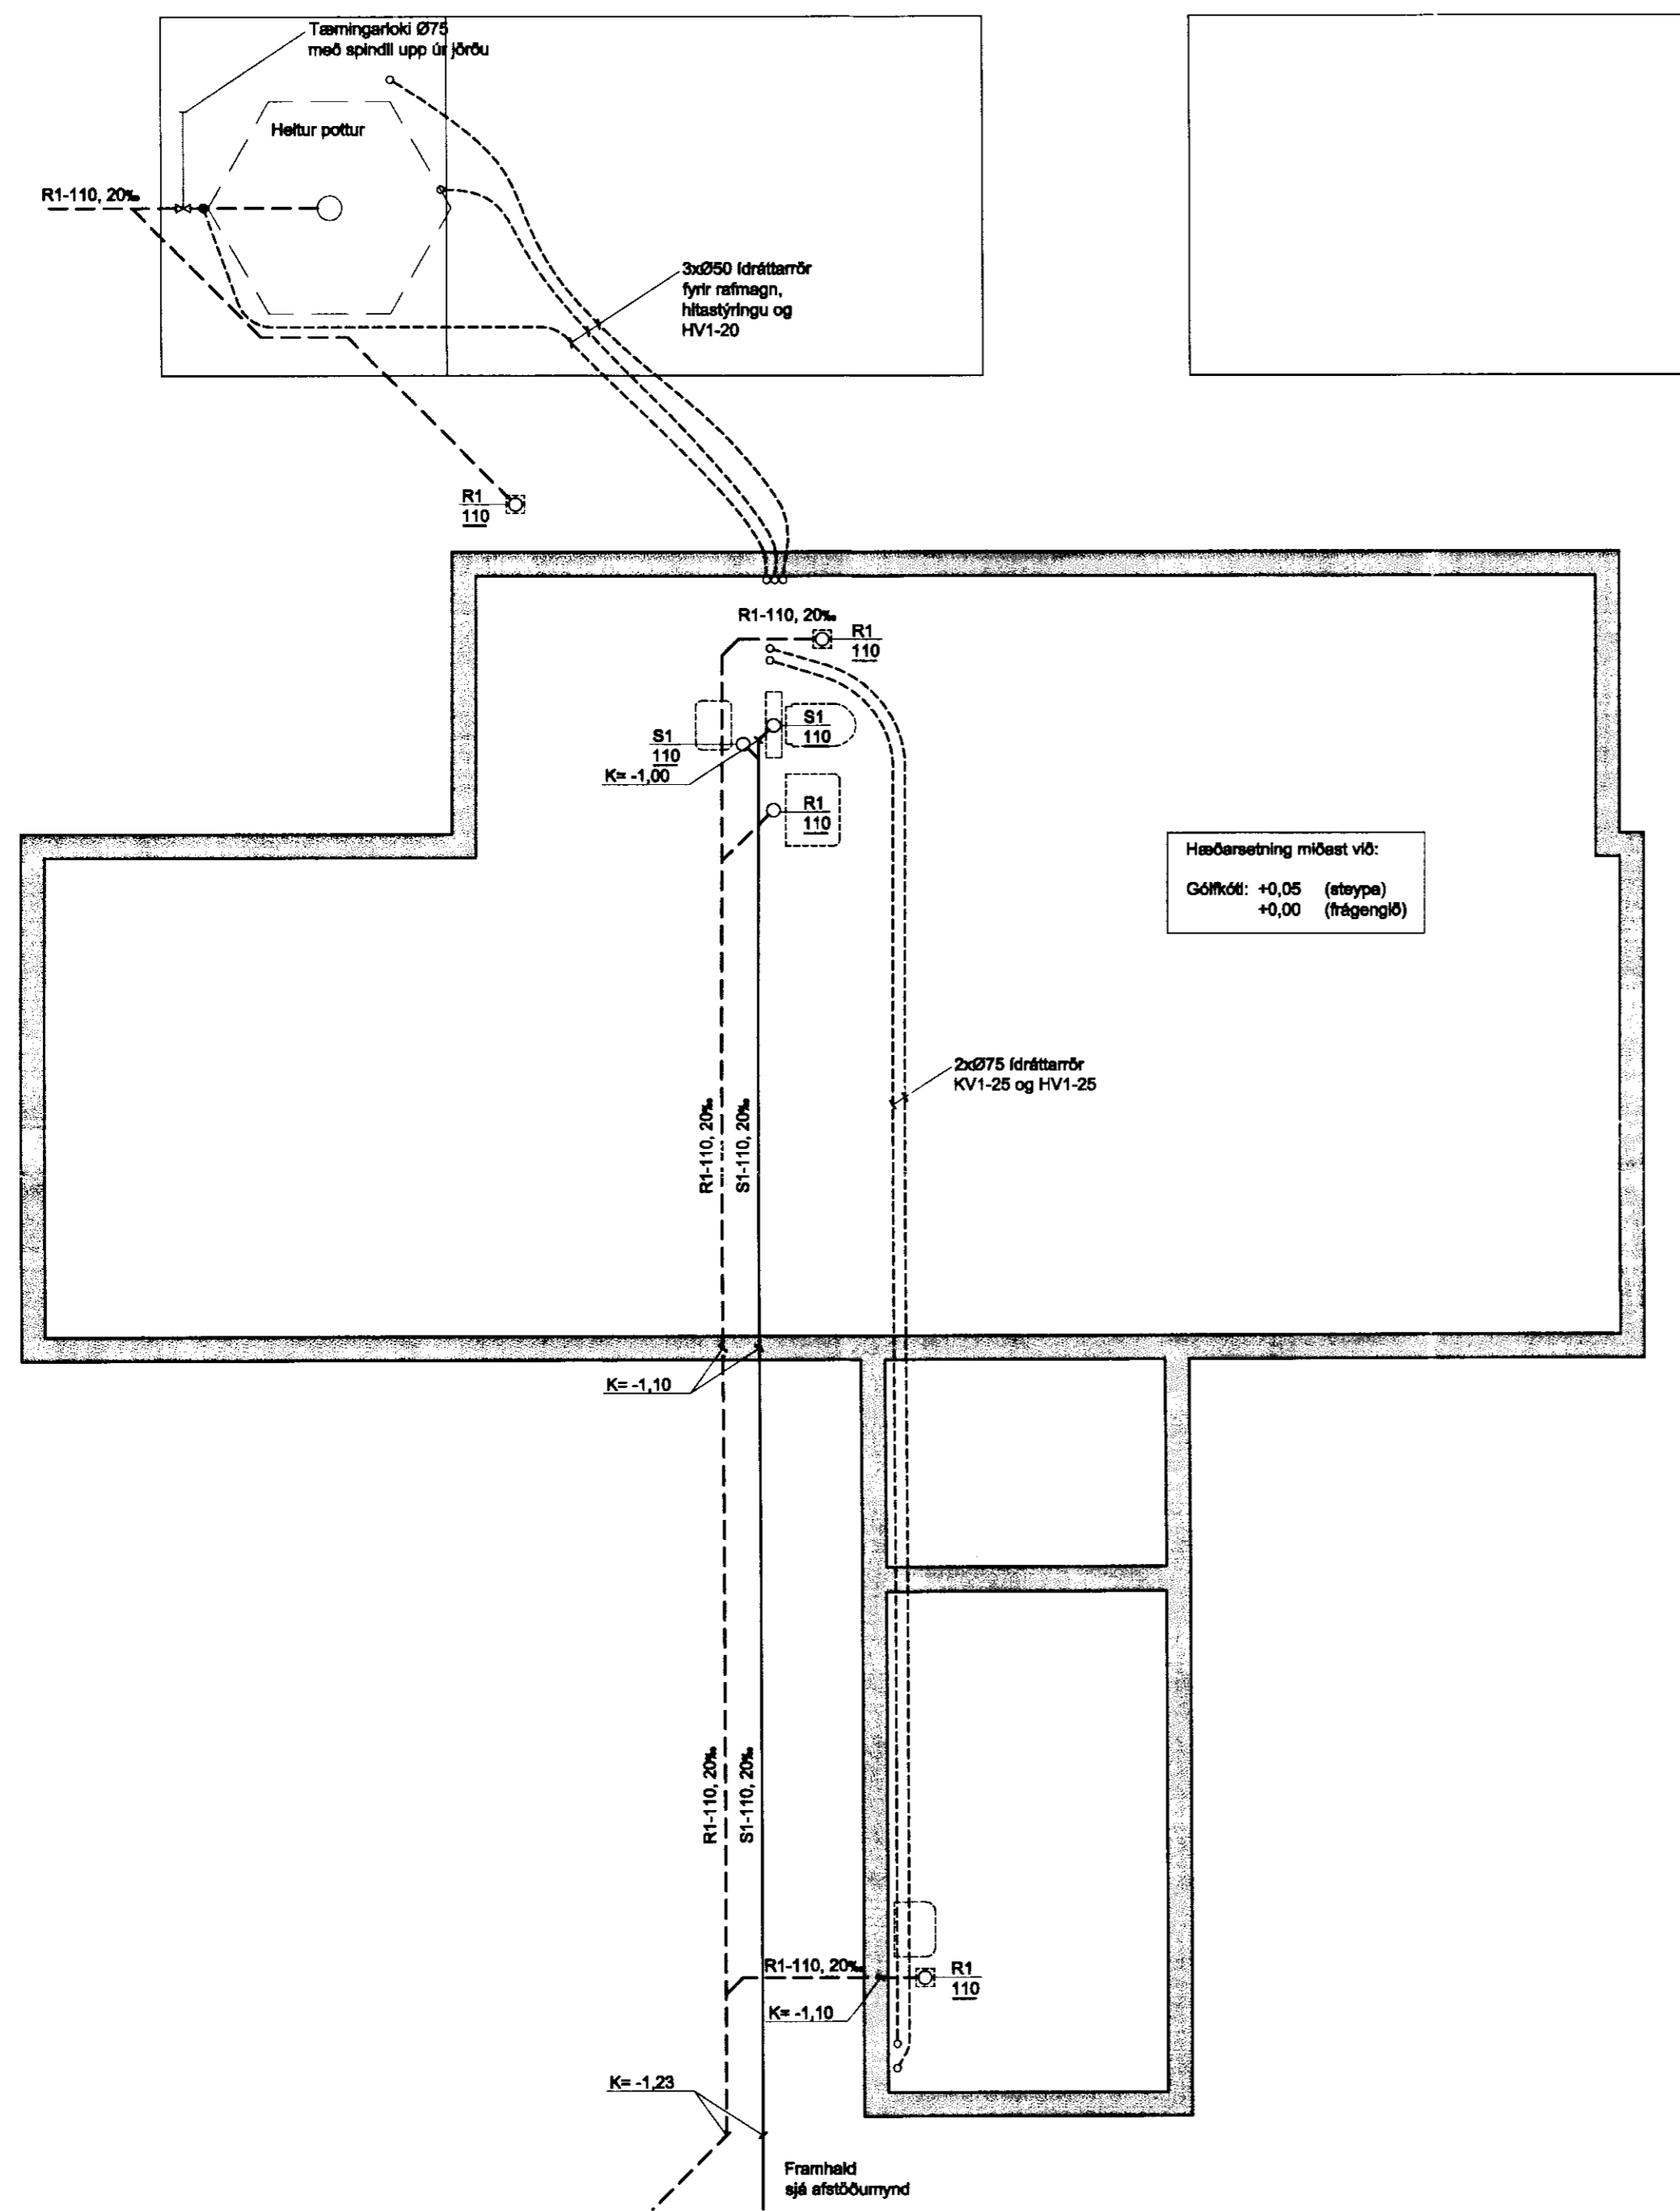 Tæmingarloki Ø75
með spindli upp úr jörðu
Heitur pottur
R1-110, 20‰
3xØ50 ídráttarrör
fyrir rafmagn,
hitastýringu og
HV1-20
R1
110
R1-110, 20‰
R1
110
S1
110
S1
110
K= -1,00
R1
110
Hæðarsetning miðast við:
Gólfkóti: +0,05 (steypa)
+0,00 (frágengið)
2xØ75 ídráttarrör
KV1-25 og HV1-25
R1-110, 20‰
S1-110, 20‰
K= -1,10
R1-110, 20‰
S1-110, 20‰
R1-110, 20‰
R1
110
K= -1,10
K= -1,23
Framhald
sjá afstöðumynd